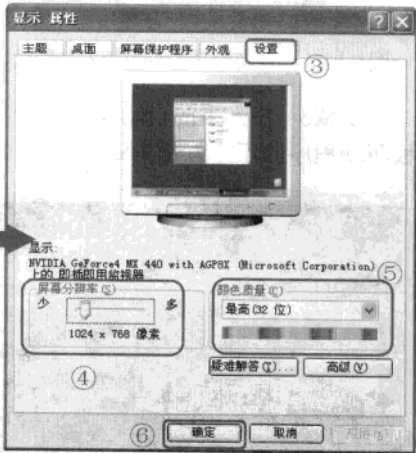 显示 属性
主题 桌面 屏幕保护程序 外观 设置
③
显示:
NVIDIA GeForce4 MX 440 with AGP8X (Microsoft Corporation)
上的 即插即用监视器
⑤
屏幕分辨率(S)
少 多
1024 x 768 像素
④
颜色质量(C)
最高(32 位)
疑难解答(T)... 高级(V)
⑥
确定 取消 应用(A)